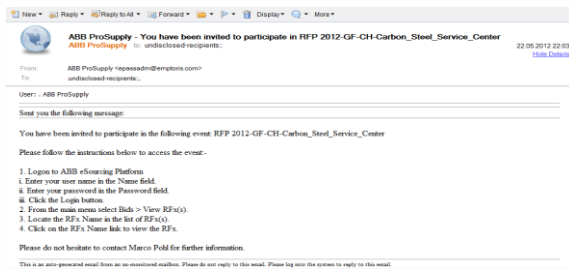 New Reply Reply to All Forward Display More
ABB ProSupply - You have been invited to participate in RFP 2012-GF-CH-Carbon_Steel_Service_Center
ABB ProSupply to: undisclosed-recipients:;
22.05.2012 22:03
Hide Details
From: ABB ProSupply <epassadm@emptoris.com>
To: undisclosed-recipients:;
User: . ABB ProSupply
Sent you the following message:
You have been invited to participate in the following event: RFP 2012-GF-CH-Carbon_Steel_Service_Center
Please follow the instructions below to access the event:-
1. Logon to ABB eSourcing Platform
i. Enter your user name in the Name field.
ii. Enter your password in the Password field.
iii. Click the Login button.
2. From the main menu select Bids > View RFx(s).
3. Locate the RFx Name in the list of RFx(s).
4. Click on the RFx Name link to view the RFx.
Please do not hesitate to contact Marco Pohl for further information.
This is an auto-generated email from an un-monitored mailbox. Please do not reply to this email. Please log into the system to reply to this email.